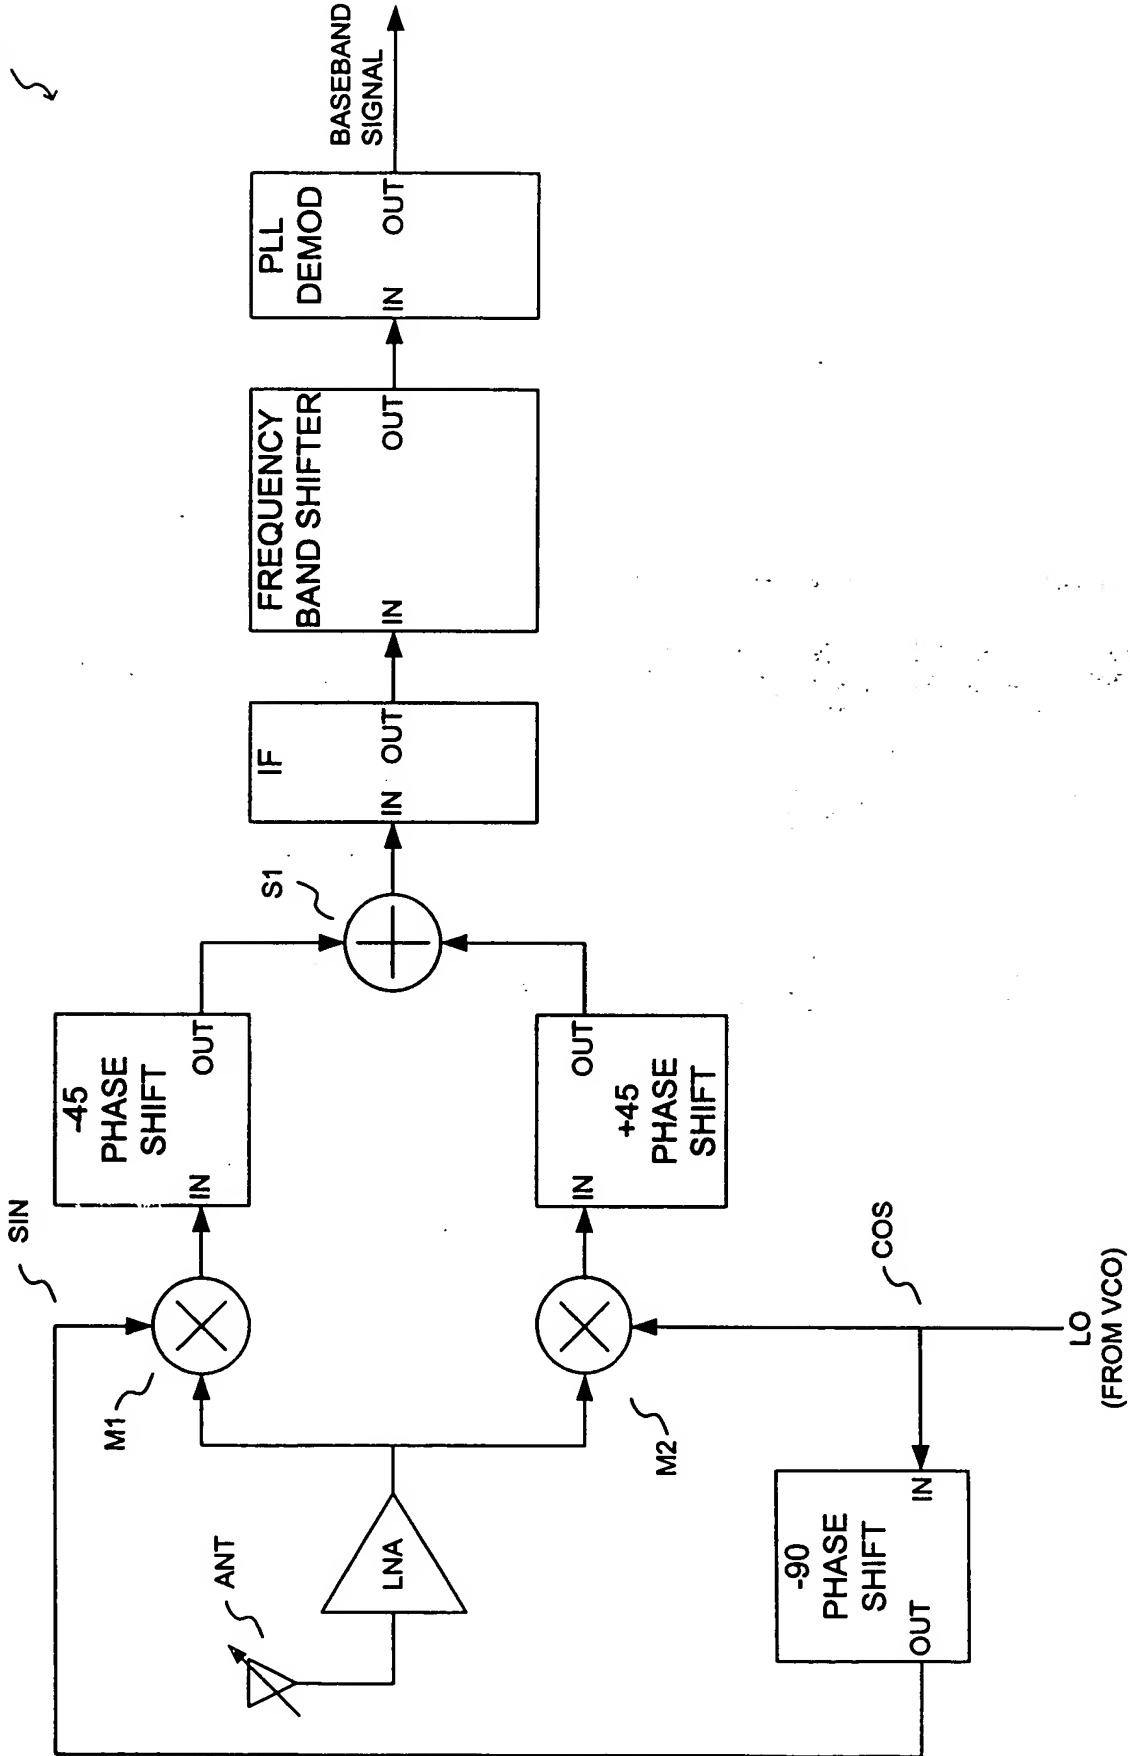 ANT
LNA
M1
M2
SIN
COS
LO
(FROM VCO)
-90
PHASE
SHIFT
IN
OUT
-45
PHASE
SHIFT
IN
OUT
+45
PHASE
SHIFT
IN
OUT
S1
IF
IN OUT
FREQUENCY
BAND SHIFTER
IN
OUT
PLL
DEMOD
IN OUT
BASEBAND
SIGNAL